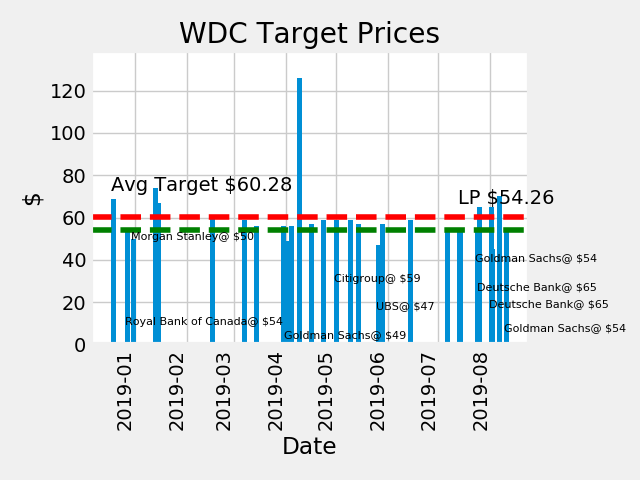 WDC Target Prices
120
100
80
60
40
20
0
$
Avg Target $60.28
LP $54.26
Morgan Stanley@ $50
Goldman Sachs@ $54
Citigroup@ $59
Deutsche Bank@ $65
UBS@ $47
Deutsche Bank@ $65
Royal Bank of Canada@ $54
Goldman Sachs@ $54
Goldman Sachs@ $49
2019-01
2019-02
2019-03
2019-04
2019-05
2019-06
2019-07
2019-08
Date